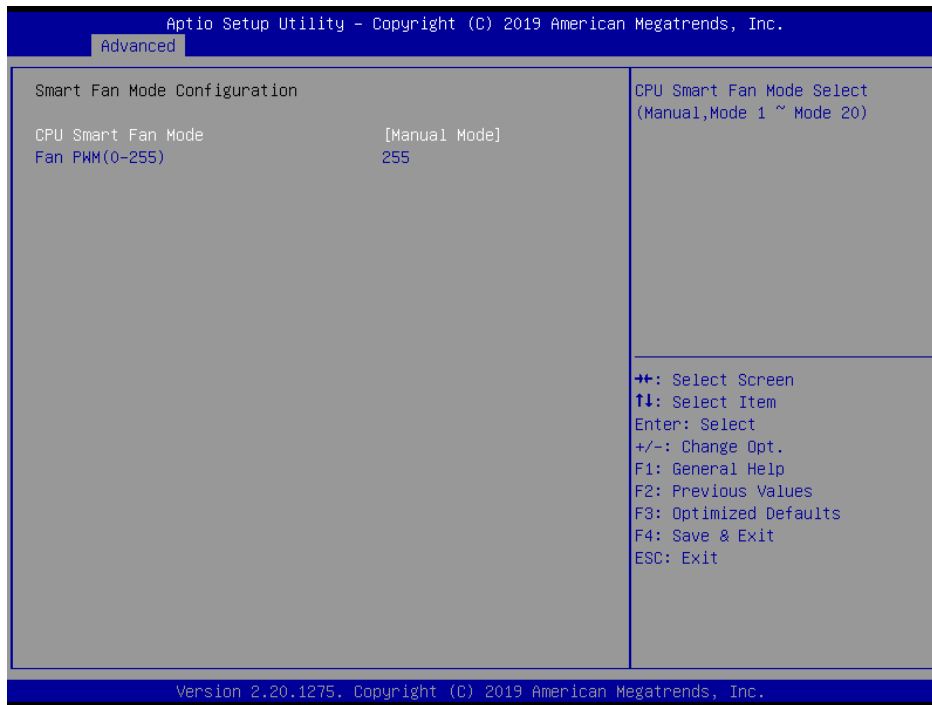 Aptio Setup Utility – Copyright (C) 2019 American Megatrends, Inc.
Advanced
Smart Fan Mode Configuration
CPU Smart Fan Mode [Manual Mode]
Fan PWM(0-255) 255
CPU Smart Fan Mode Select
(Manual,Mode 1 ~ Mode 20)
→←: Select Screen
↑↓: Select Item
Enter: Select
+/-: Change Opt.
F1: General Help
F2: Previous Values
F3: Optimized Defaults
F4: Save & Exit
ESC: Exit
Version 2.20.1275. Copyright (C) 2019 American Megatrends, Inc.